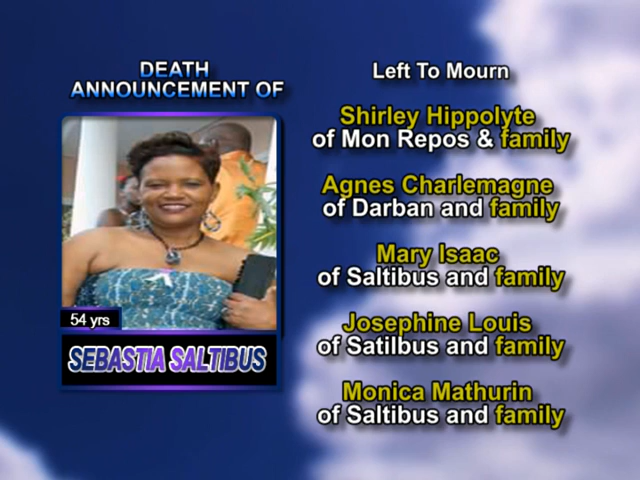 DEATH
ANNOUNCEMENT OF
54 yrs
SEBASTIA SALTIBUS
Left To Mourn
Shirley Hippolyte
of Mon Repos & family
Agnes Charlemagne
of Darban and family
Mary Isaac
of Saltibus and family
Josephine Louis
of Satilbus and family
Monica Mathurin
of Saltibus and family